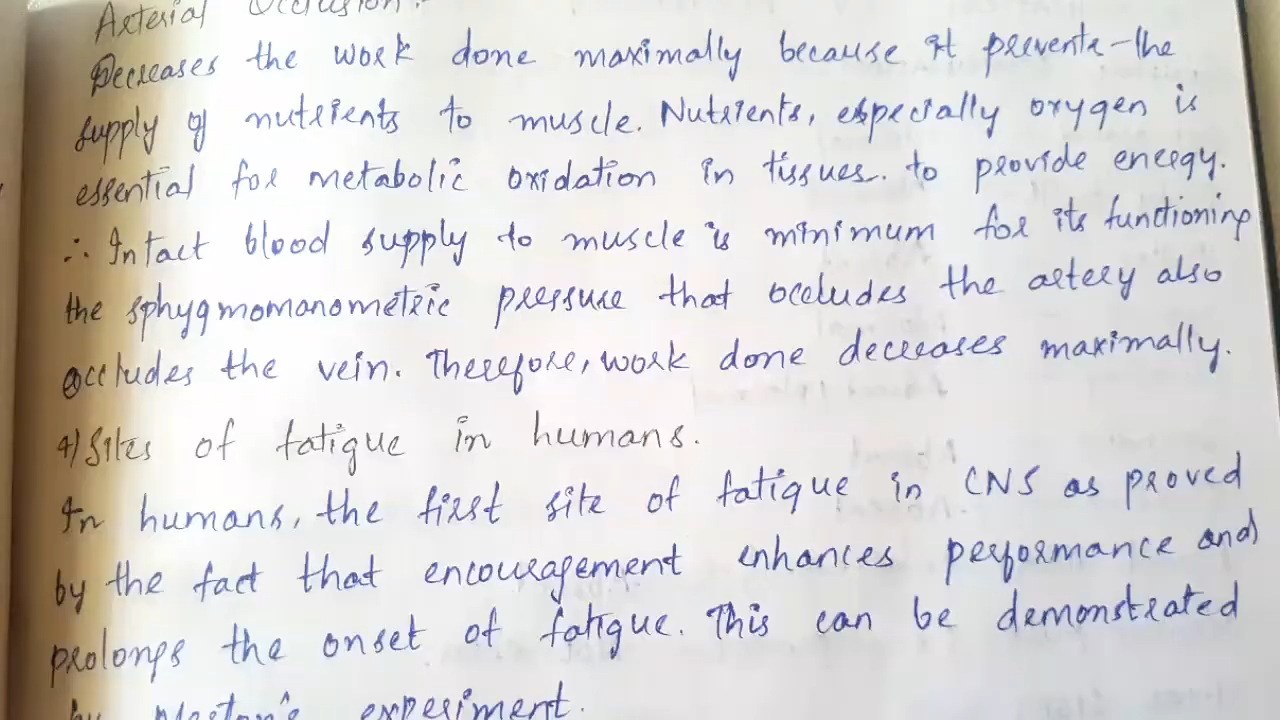 Arterial Occlusion:
Decreases the work done maximally because it prevents the
supply of nutrients to muscle. Nutrients, especially oxygen is
essential for metabolic oxidation in tissues. to provide energy.
∴ Intact blood supply to muscle is minimum for its functioning
the sphygmomanometric pressure that occludes the artery also
occludes the vein. Therefore, work done decreases maximally.
4) Sites of fatigue in humans.
In humans, the first site of fatigue in CNS as proved
by the fact that encouragement enhances performance and
prolongs the onset of fatigue. This can be demonstrated
by experiment.